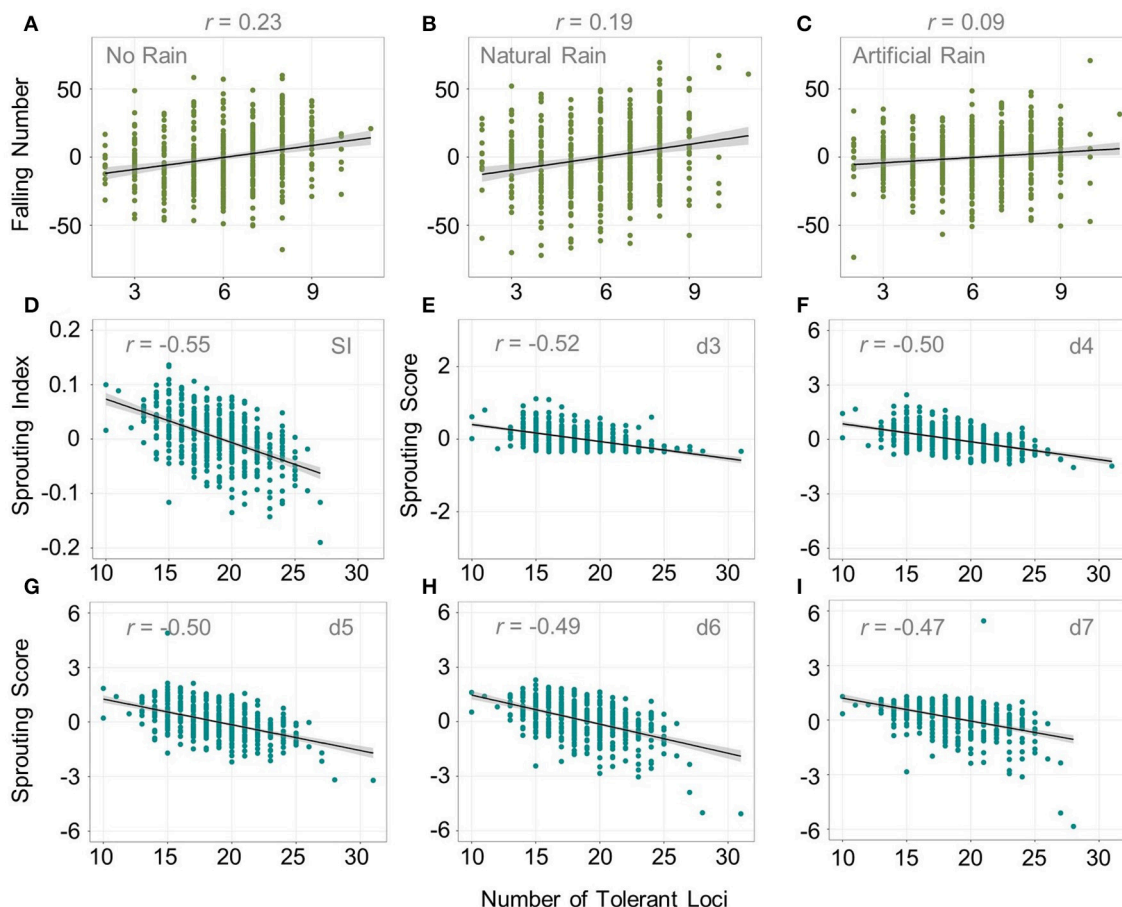 A r = 0.23 B r = 0.19 C r = 0.09
No Rain Natural Rain Artificial Rain
Falling Number
50 50 50
0 0 0
-50 -50 -50
3 6 9 3 6 9 3 6 9
D E F
0.2 r = -0.55 SI r = -0.52 d3 6 r = -0.50 d4
Sprouting Index
Sprouting Score
0.1 2 3
0 0 0
-0.1 -2 -3
-0.2 -6
10 15 20 25 30 10 15 20 25 30 10 15 20 25 30
G H I
6 r = -0.50 d5 6 r = -0.49 d6 6 r = -0.47 d7
Sprouting Score
3 3 3
0 0 0
-3 -3 -3
-6 -6 -6
10 15 20 25 30 10 15 20 25 30 10 15 20 25 30
Number of Tolerant Loci